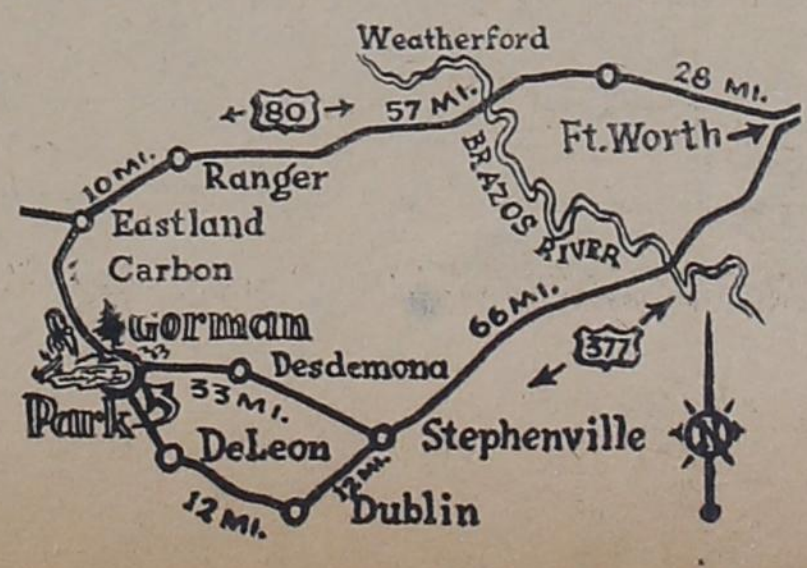 Weatherford
28 MI.
80
57 MI.
Ft. Worth
10 MI.
Ranger
BRAZOS RIVER
Eastland
Carbon
66 MI.
Gorman
377
33 MI.
Desdemona
Park
DeLeon
Stephenville
N
12 MI.
12 MI.
Dublin